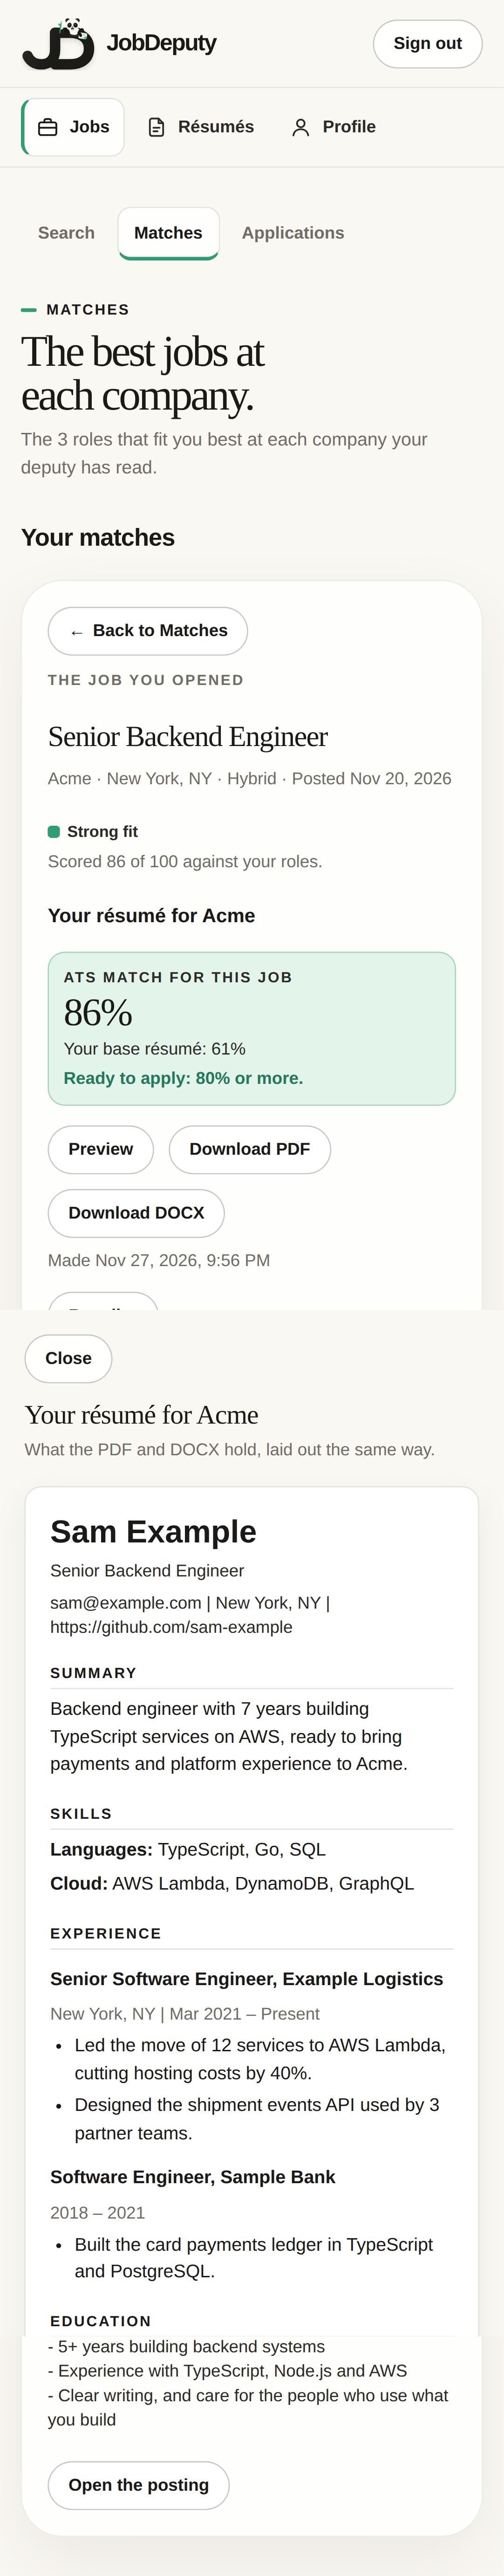 JD JobDeputy
Sign out
Jobs
Résumés
Profile
Search
Matches
Applications
MATCHES
The best jobs at
each company.
The 3 roles that fit you best at each company your
deputy has read.
Your matches
← Back to Matches
THE JOB YOU OPENED
Senior Backend Engineer
Acme · New York, NY · Hybrid · Posted Nov 20, 2026
Strong fit
Scored 86 of 100 against your roles.
Your résumé for Acme
ATS MATCH FOR THIS JOB
86%
Your base résumé: 61%
Ready to apply: 80% or more.
Preview
Download PDF
Download DOCX
Made Nov 27, 2026, 9:56 PM
Close
Your résumé for Acme
What the PDF and DOCX hold, laid out the same way.
Sam Example
Senior Backend Engineer
sam@example.com | New York, NY |
https://github.com/sam-example
SUMMARY
Backend engineer with 7 years building
TypeScript services on AWS, ready to bring
payments and platform experience to Acme.
SKILLS
Languages: TypeScript, Go, SQL
Cloud: AWS Lambda, DynamoDB, GraphQL
EXPERIENCE
Senior Software Engineer, Example Logistics
New York, NY | Mar 2021 – Present
• Led the move of 12 services to AWS Lambda,
cutting hosting costs by 40%.
• Designed the shipment events API used by 3
partner teams.
Software Engineer, Sample Bank
2018 – 2021
• Built the card payments ledger in TypeScript
and PostgreSQL.
EDUCATION
- 5+ years building backend systems
- Experience with TypeScript, Node.js and AWS
- Clear writing, and care for the people who use what
you build
Open the posting